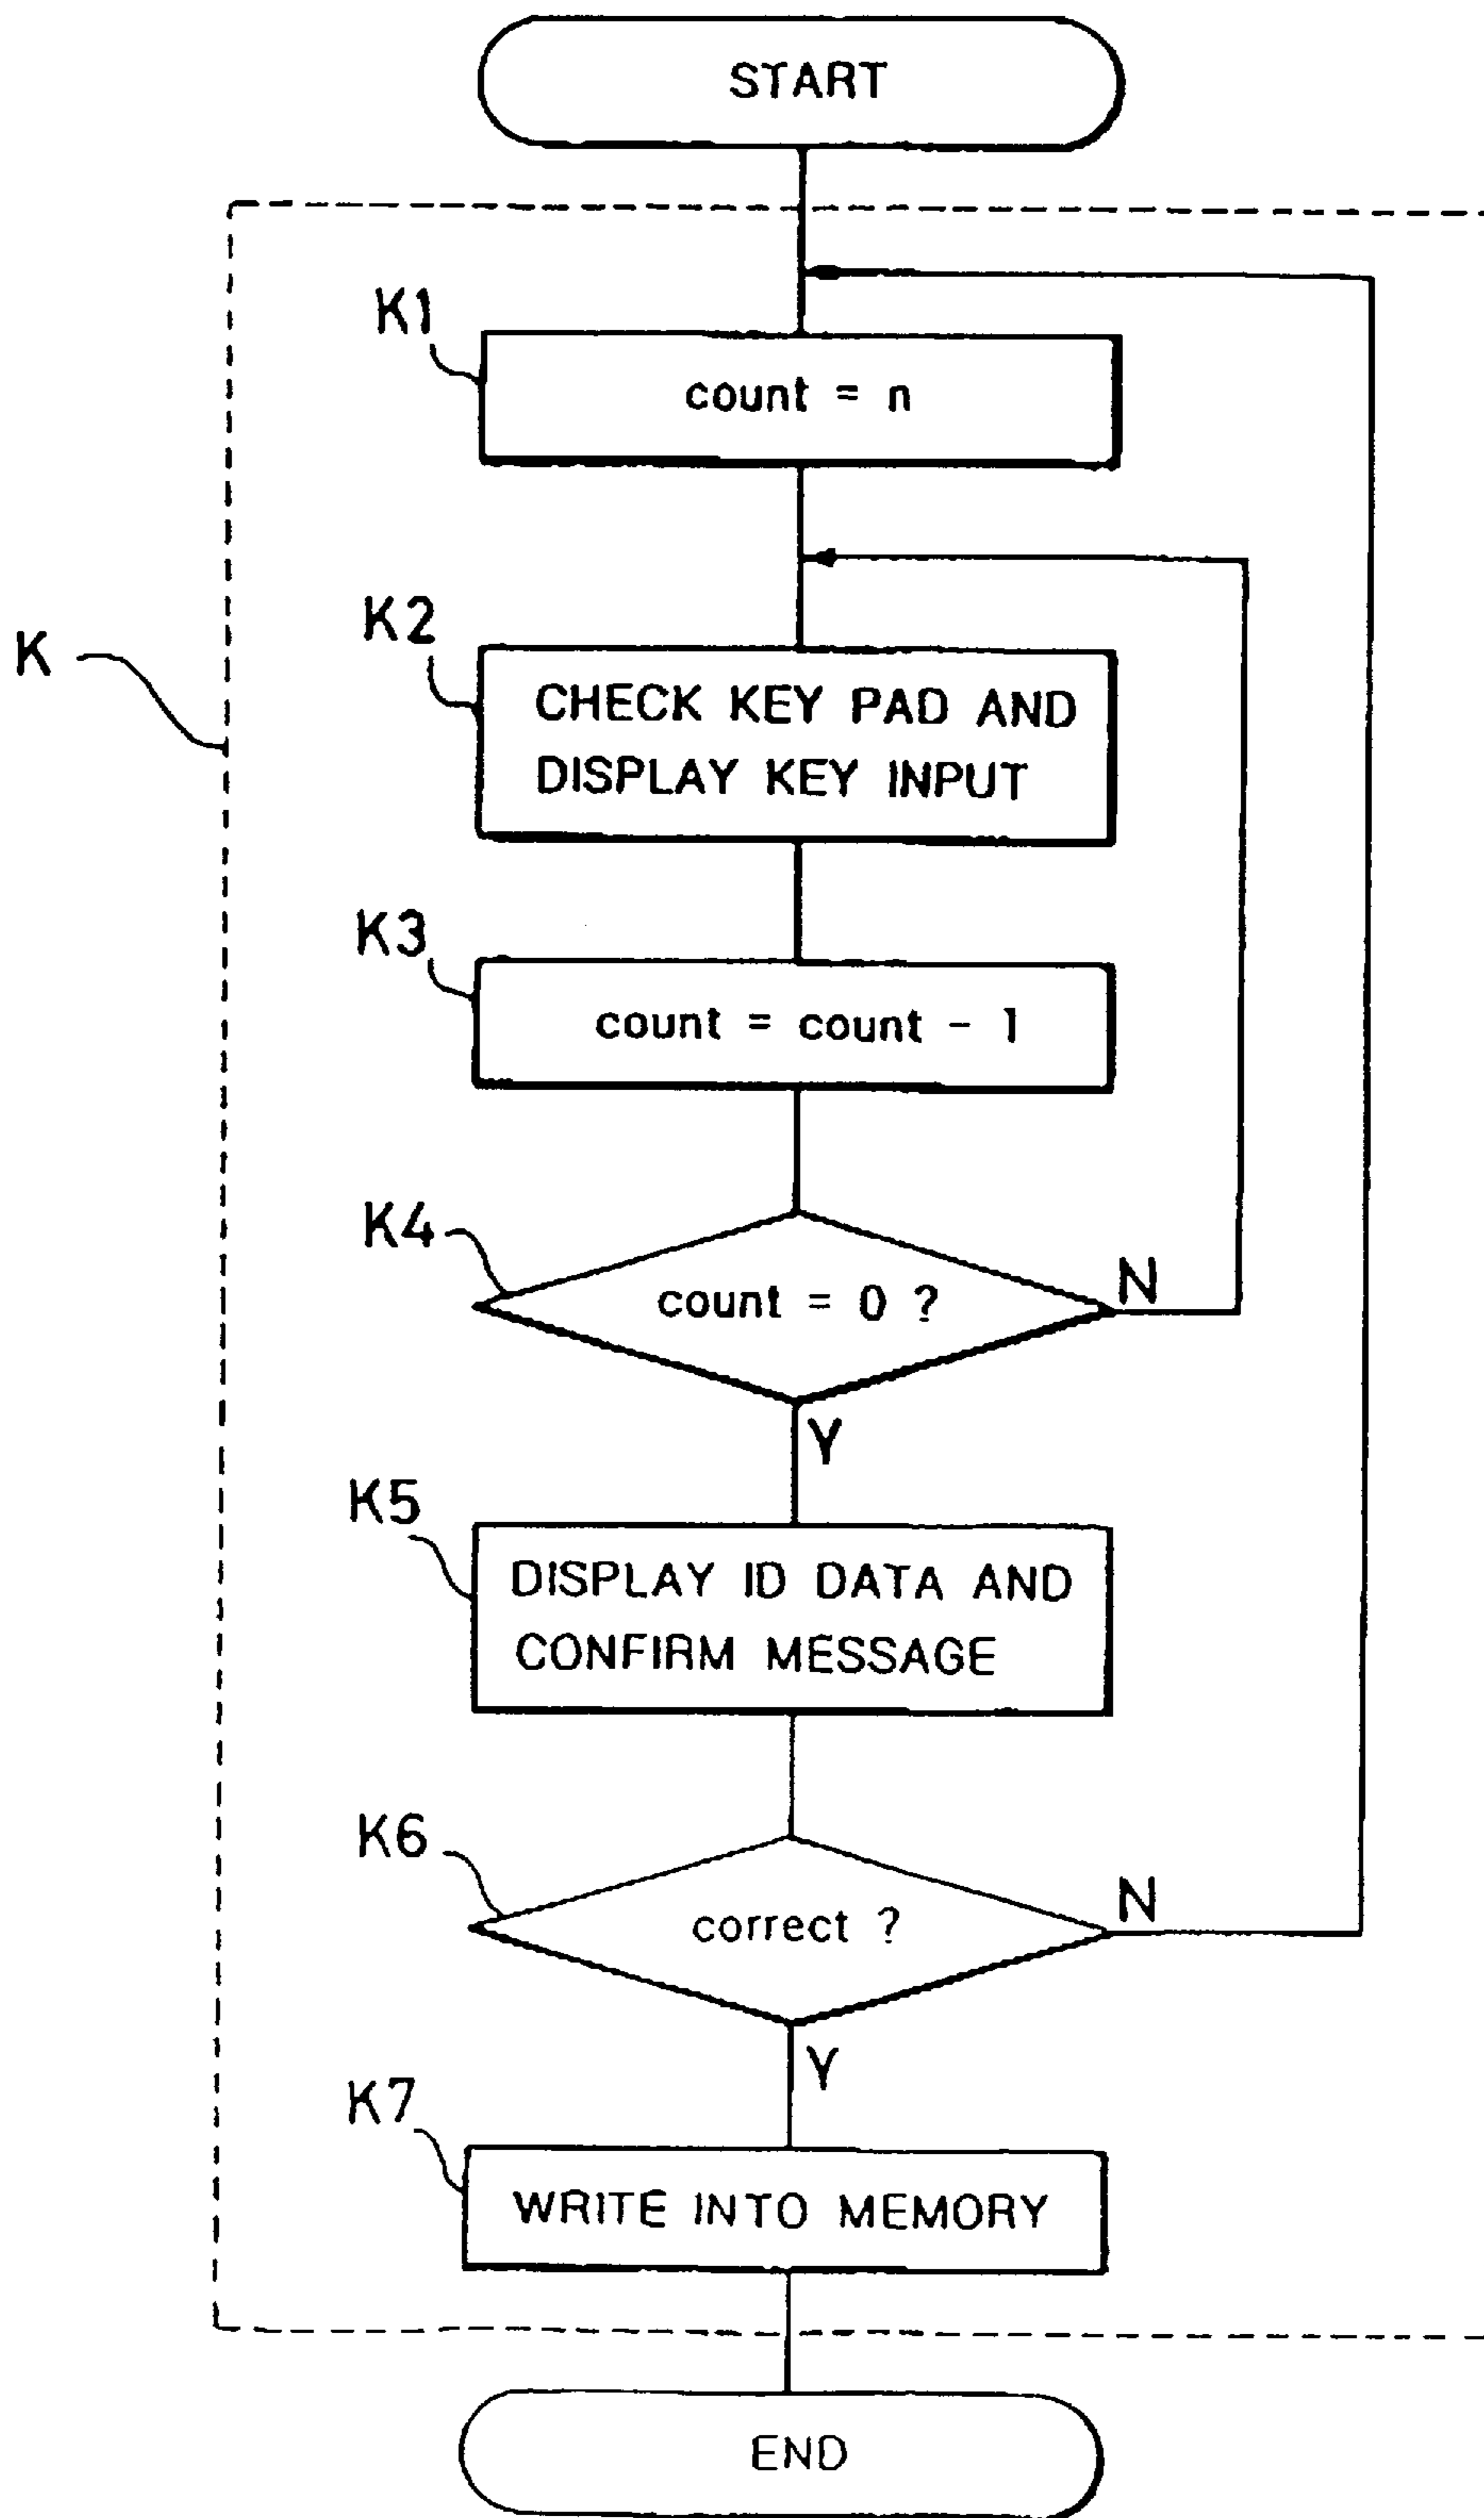 START
K1
count = n
K
K2
CHECK KEY PAD AND
DISPLAY KEY INPUT
K3
count = count - 1
K4
count = 0 ?
N
Y
K5
DISPLAY ID DATA AND
CONFIRM MESSAGE
K6
correct ?
N
Y
K7
WRITE INTO MEMORY
END